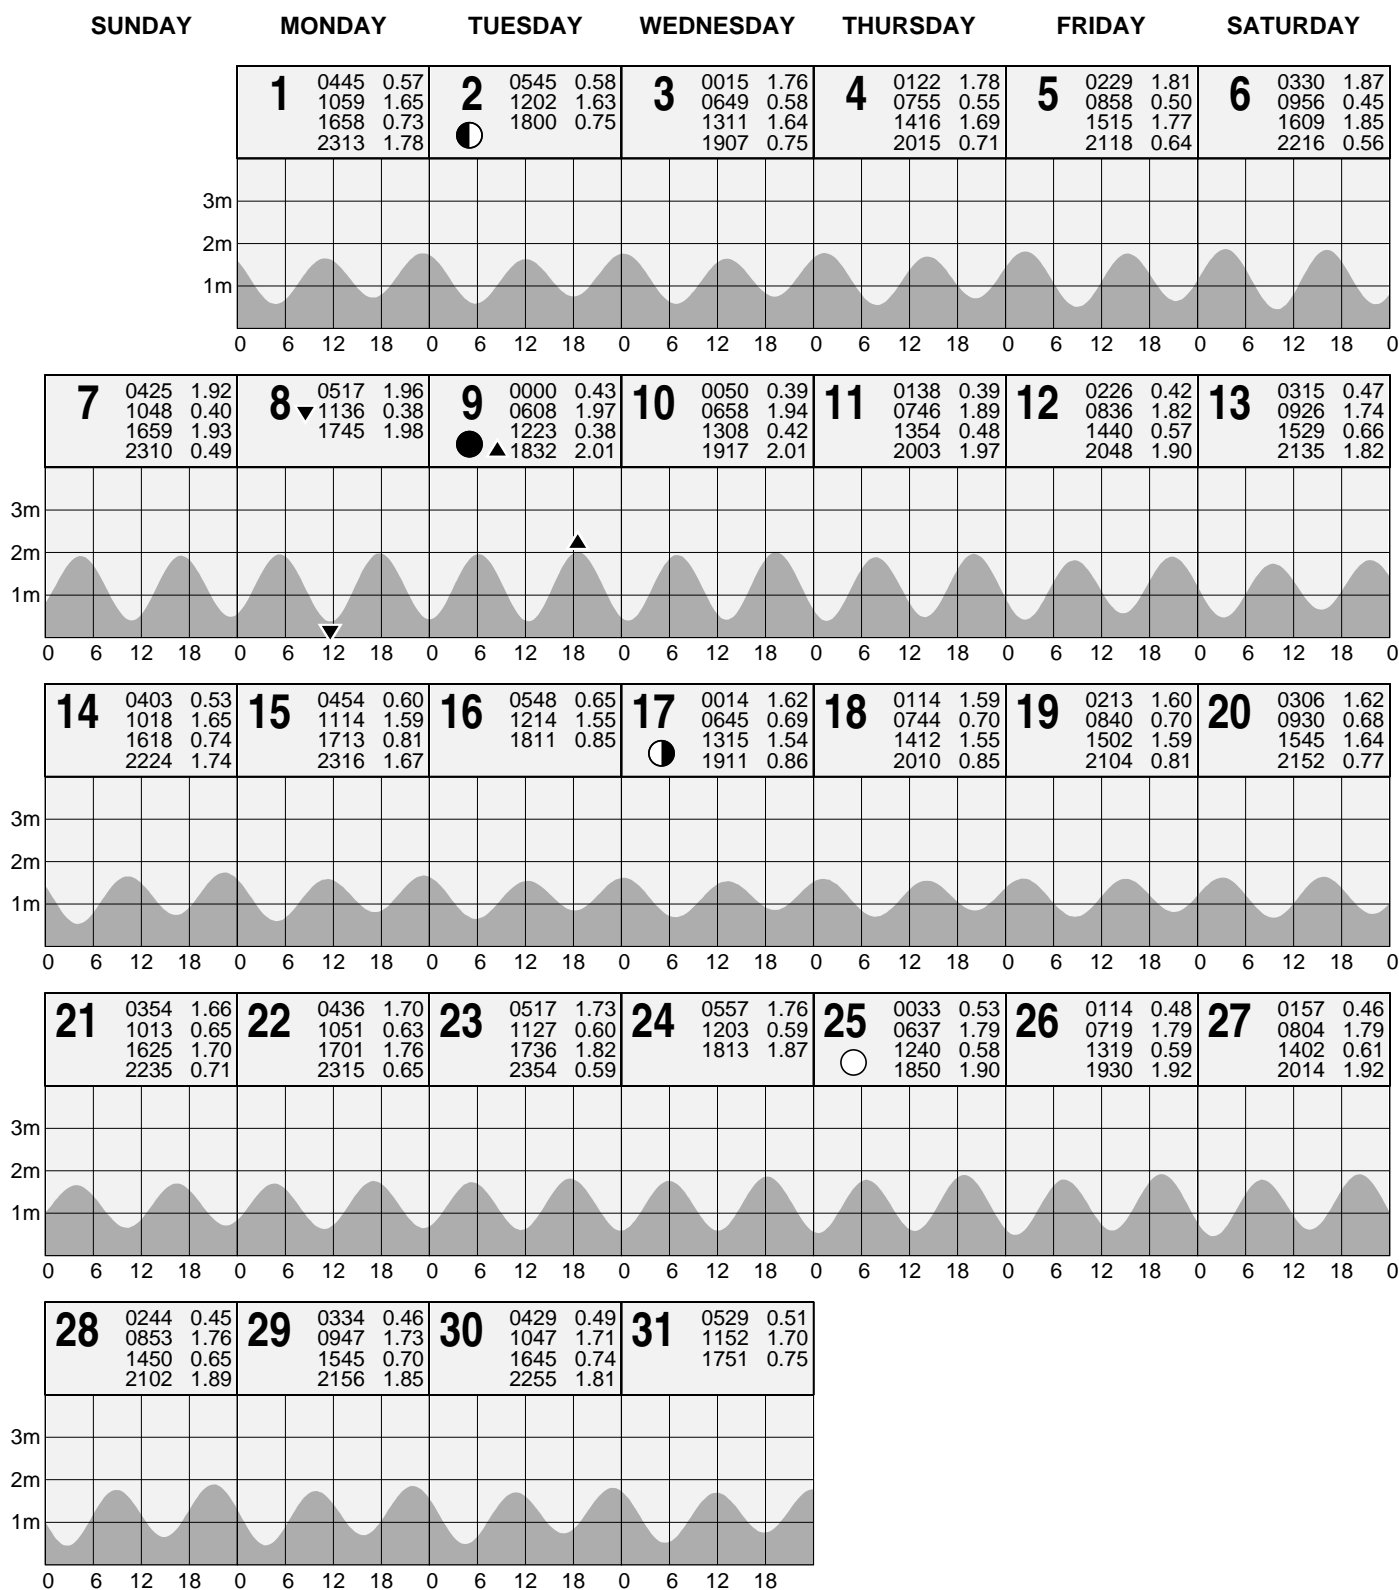 SUNDAY MONDAY TUESDAY WEDNESDAY THURSDAY FRIDAY SATURDAY
1 0445 0.57 2 0545 0.58 3 0015 1.76 4 0122 1.78 5 0229 1.81 6 0330 1.87
1059 1.65 1202 1.63 0649 0.58 0755 0.55 0858 0.50 0956 0.45
1658 0.73 1800 0.75 1311 1.64 1416 1.69 1515 1.77 1609 1.85
2313 1.78 1907 0.75 2015 0.71 2118 0.64 2216 0.56
3m
2m
1m
0 6 12 18 0 6 12 18 0 6 12 18 0 6 12 18 0 6 12 18 0 6 12 18 0
7 0425 1.92 8 0517 1.96 9 0000 0.43 10 0050 0.39 11 0138 0.39 12 0226 0.42 13 0315 0.47
1048 0.40 1136 0.38 0608 1.97 0658 1.94 0746 1.89 0836 1.82 0926 1.74
1659 1.93 1745 1.98 1223 0.38 1308 0.42 1354 0.48 1440 0.57 1529 0.66
2310 0.49 1832 2.01 1917 2.01 2003 1.97 2048 1.90 2135 1.82
3m
2m
1m
0 6 12 18 0 6 12 18 0 6 12 18 0 6 12 18 0 6 12 18 0 6 12 18 0 6 12 18 0
14 0403 0.53 15 0454 0.60 16 0548 0.65 17 0014 1.62 18 0114 1.59 19 0213 1.60 20 0306 1.62
1018 1.65 1114 1.59 1214 1.55 0645 0.69 0744 0.70 0840 0.70 0930 0.68
1618 0.74 1713 0.81 1811 0.85 1315 1.54 1412 1.55 1502 1.59 1545 1.64
2224 1.74 2316 1.67 1911 0.86 2010 0.85 2104 0.81 2152 0.77
3m
2m
1m
0 6 12 18 0 6 12 18 0 6 12 18 0 6 12 18 0 6 12 18 0 6 12 18 0 6 12 18 0
21 0354 1.66 22 0436 1.70 23 0517 1.73 24 0557 1.76 25 0033 0.53 26 0114 0.48 27 0157 0.46
1013 0.65 1051 0.63 1127 0.60 1203 0.59 0637 1.79 0719 1.79 0804 1.79
1625 1.70 1701 1.76 1736 1.82 1813 1.87 1240 0.58 1319 0.59 1402 0.61
2235 0.71 2315 0.65 2354 0.59 1850 1.90 1930 1.92 2014 1.92
3m
2m
1m
0 6 12 18 0 6 12 18 0 6 12 18 0 6 12 18 0 6 12 18 0 6 12 18 0 6 12 18 0
28 0244 0.45 29 0334 0.46 30 0429 0.49 31 0529 0.51
0853 1.76 0947 1.73 1047 1.71 1152 1.70
1450 0.65 1545 0.70 1645 0.74 1751 0.75
2102 1.89 2156 1.85 2255 1.81
3m
2m
1m
0 6 12 18 0 6 12 18 0 6 12 18 0 6 12 18